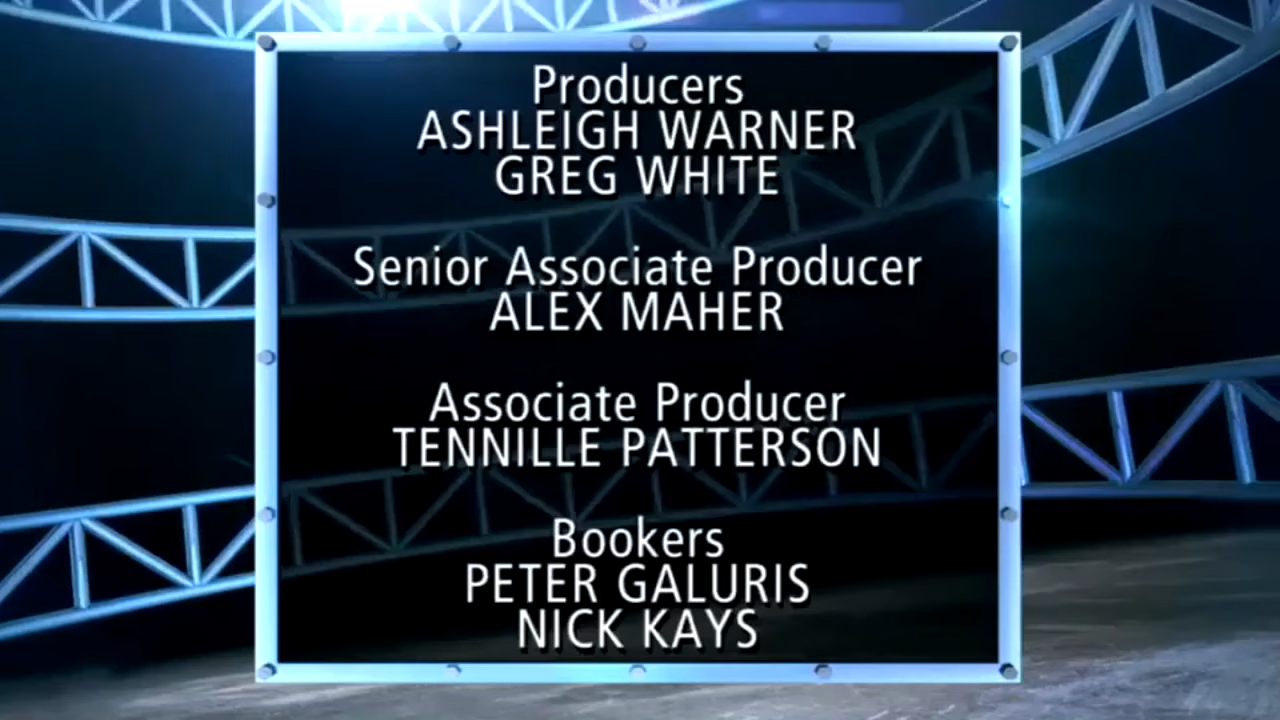 Producers
ASHLEIGH WARNER
GREG WHITE
Senior Associate Producer
ALEX MAHER
Associate Producer
TENNILLE PATTERSON
Bookers
PETER GALURIS
NICK KAYS